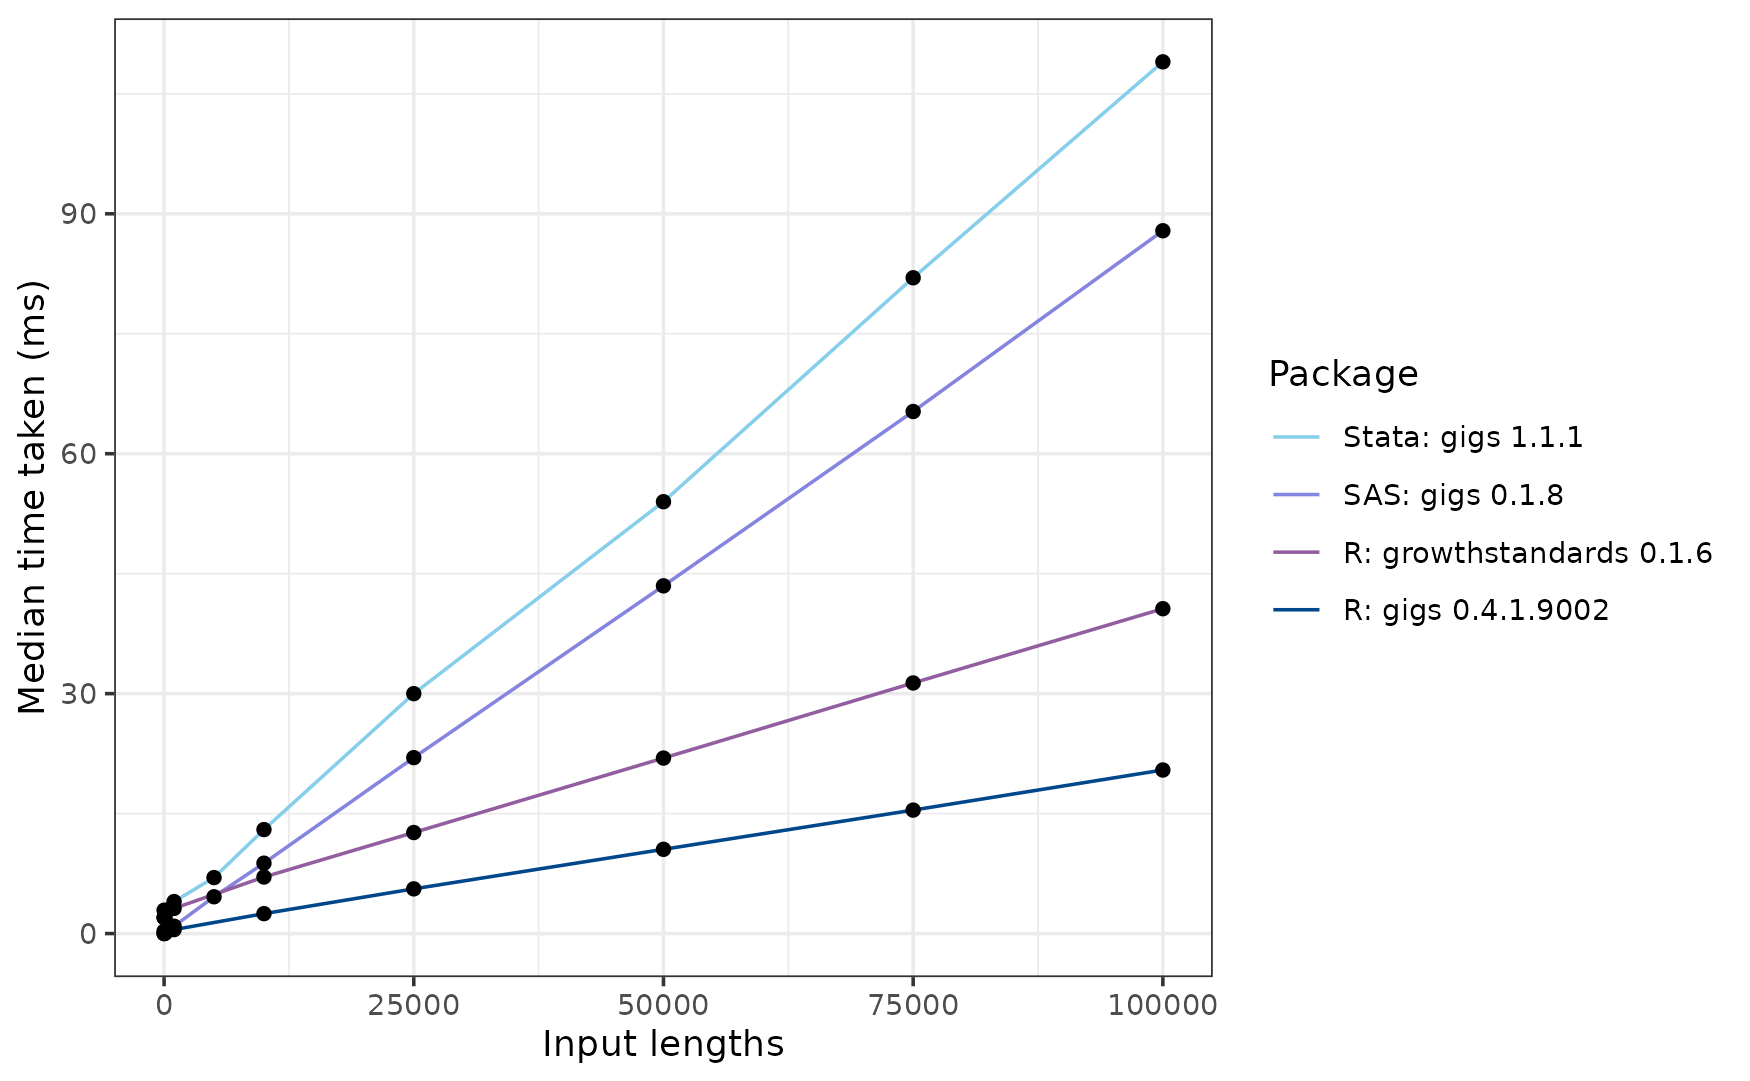 90
60
30
0
Median time taken (ms)
0 25000 50000 75000 100000
Input lengths
Package
Stata: gigs 1.1.1
SAS: gigs 0.1.8
R: growthstandards 0.1.6
R: gigs 0.4.1.9002